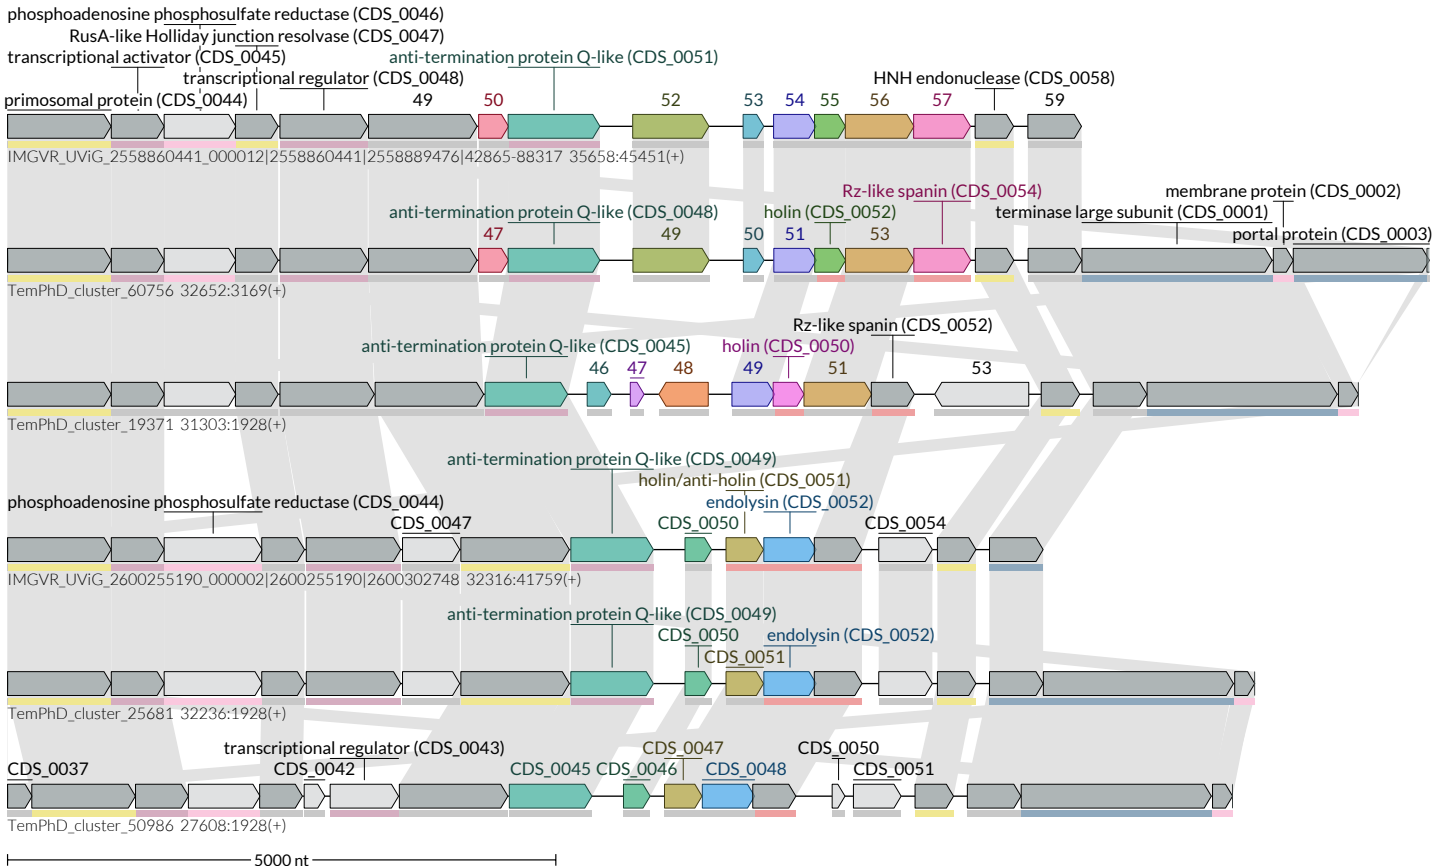 phosphoadenosine phosphosulfate reductase (CDS_0046)
RusA-like Holliday junction resolvase (CDS_0047)
transcriptional activator (CDS_0045) anti-termination protein Q-like (CDS_0051)
transcriptional regulator (CDS_0048) HNH endonuclease (CDS_0058)
primosomal protein (CDS_0044) 49 50 52 53 54 55 56 57 59
IMGVR_UViG_2558860441_000012|2558860441|2558889476|42865-88317 35658:45451(+)
Rz-like spanin (CDS_0054) membrane protein (CDS_0002)
anti-termination protein Q-like (CDS_0048) holin (CDS_0052) terminase large subunit (CDS_0001)
47 49 50 51 53 portal protein (CDS_0003)
TemPhD_cluster_60756 32652:3169(+)
Rz-like spanin (CDS_0052)
anti-termination protein Q-like (CDS_0045) holin (CDS_0050)
46 47 48 49 51 53
TemPhD_cluster_19371 31303:1928(+)
anti-termination protein Q-like (CDS_0049)
holin/anti-holin (CDS_0051)
phosphoadenosine phosphosulfate reductase (CDS_0044) endolysin (CDS_0052)
CDS_0047 CDS_0050 CDS_0054
IMGVR_UViG_2600255190_000002|2600255190|2600302748 32316:41759(+)
anti-termination protein Q-like (CDS_0049)
CDS_0050 endolysin (CDS_0052)
CDS_0051
TemPhD_cluster_25681 32236:1928(+)
transcriptional regulator (CDS_0043) CDS_0047 CDS_0050
CDS_0037 CDS_0042 CDS_0045 CDS_0046 CDS_0048 CDS_0051
TemPhD_cluster_50986 27608:1928(+)
5000 nt